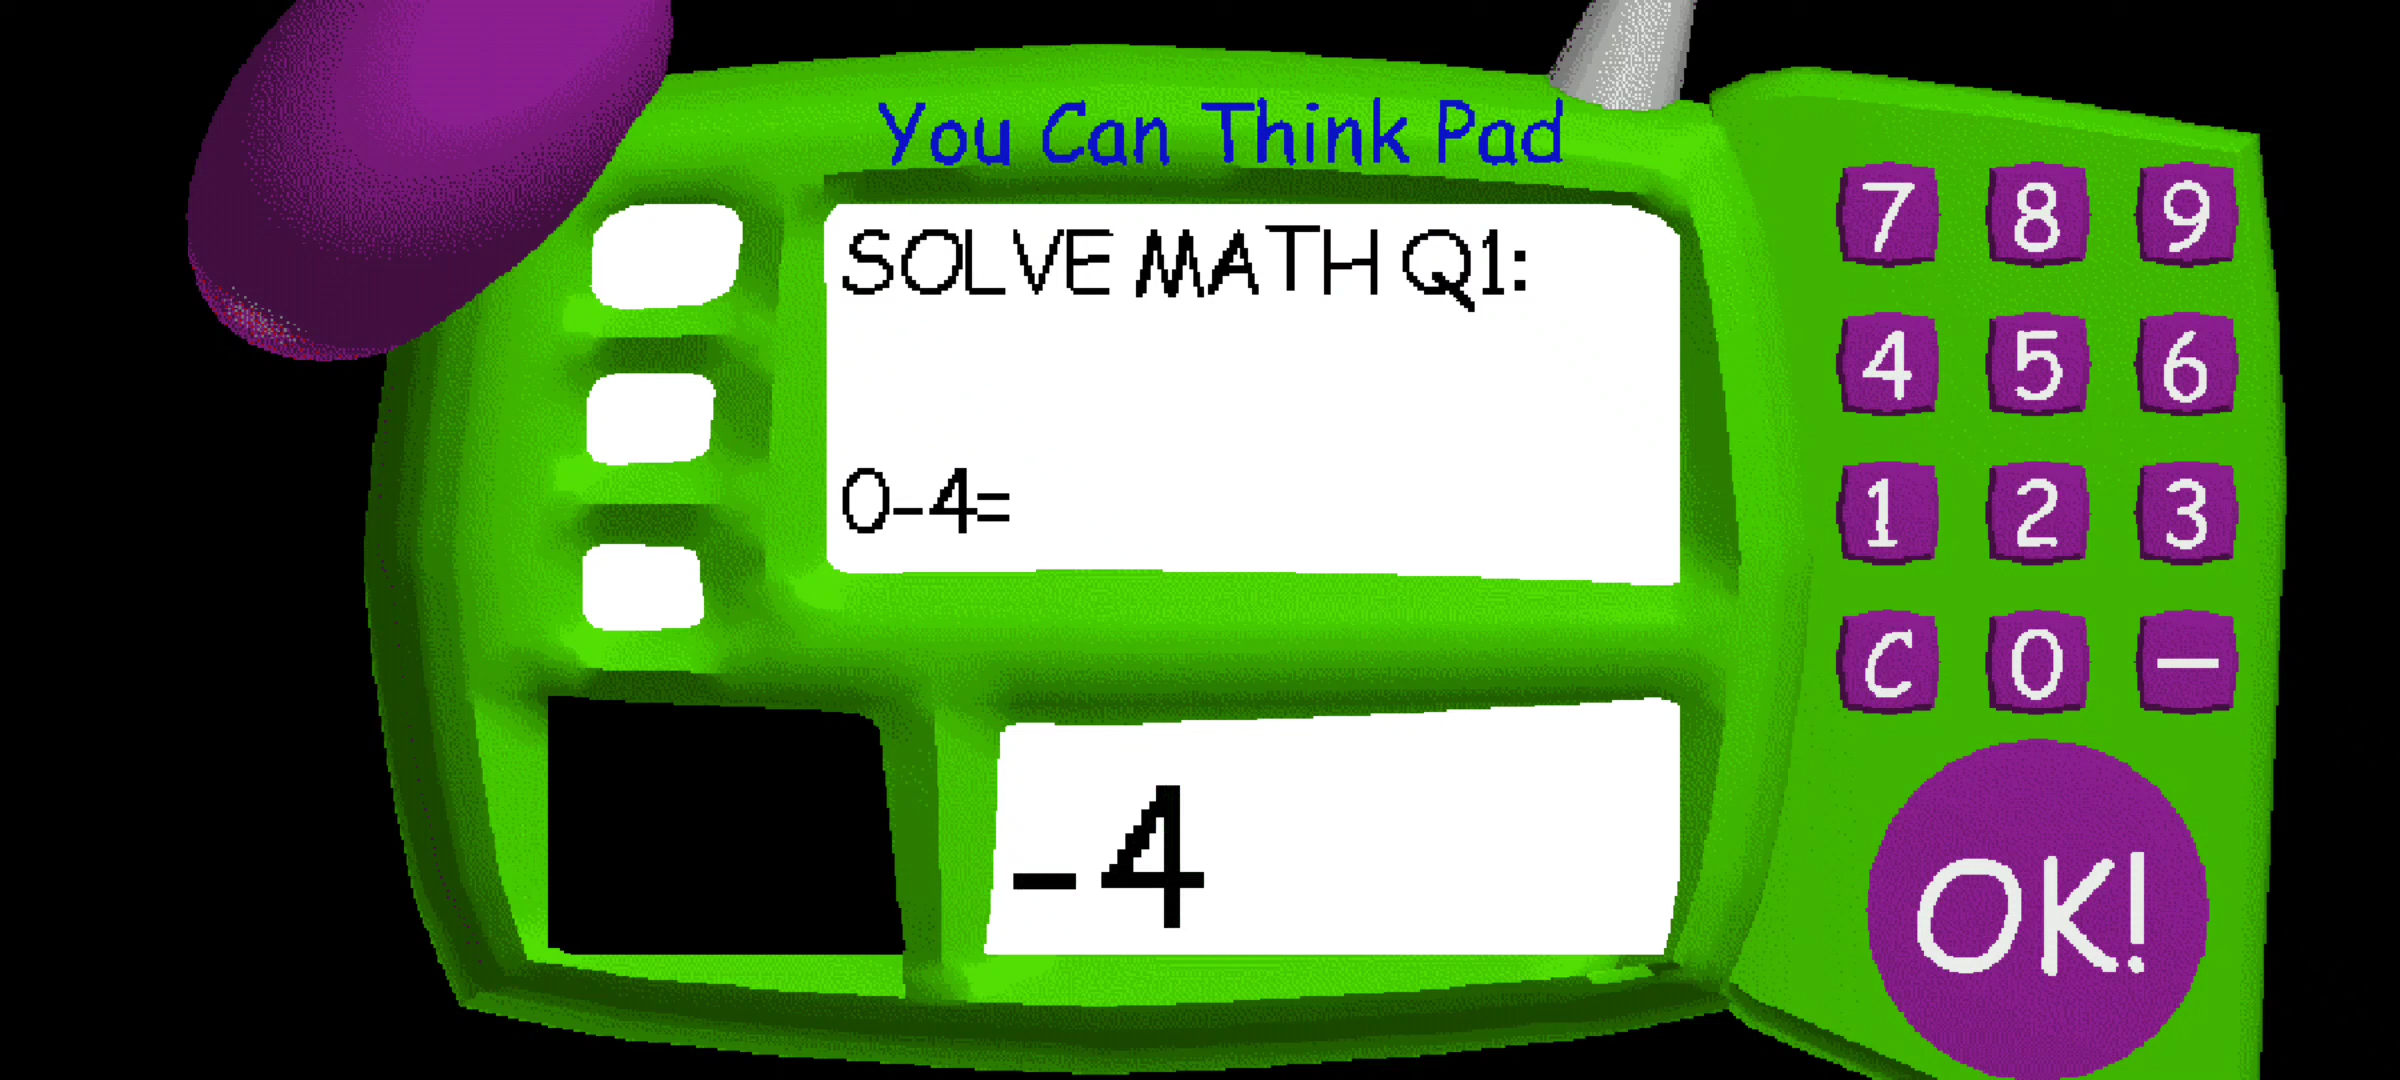 You Can Think Pad
SOLVE MATH Q1:
0-4=
-4
7 8 9
4 5 6
1 2 3
C 0 -
OK!